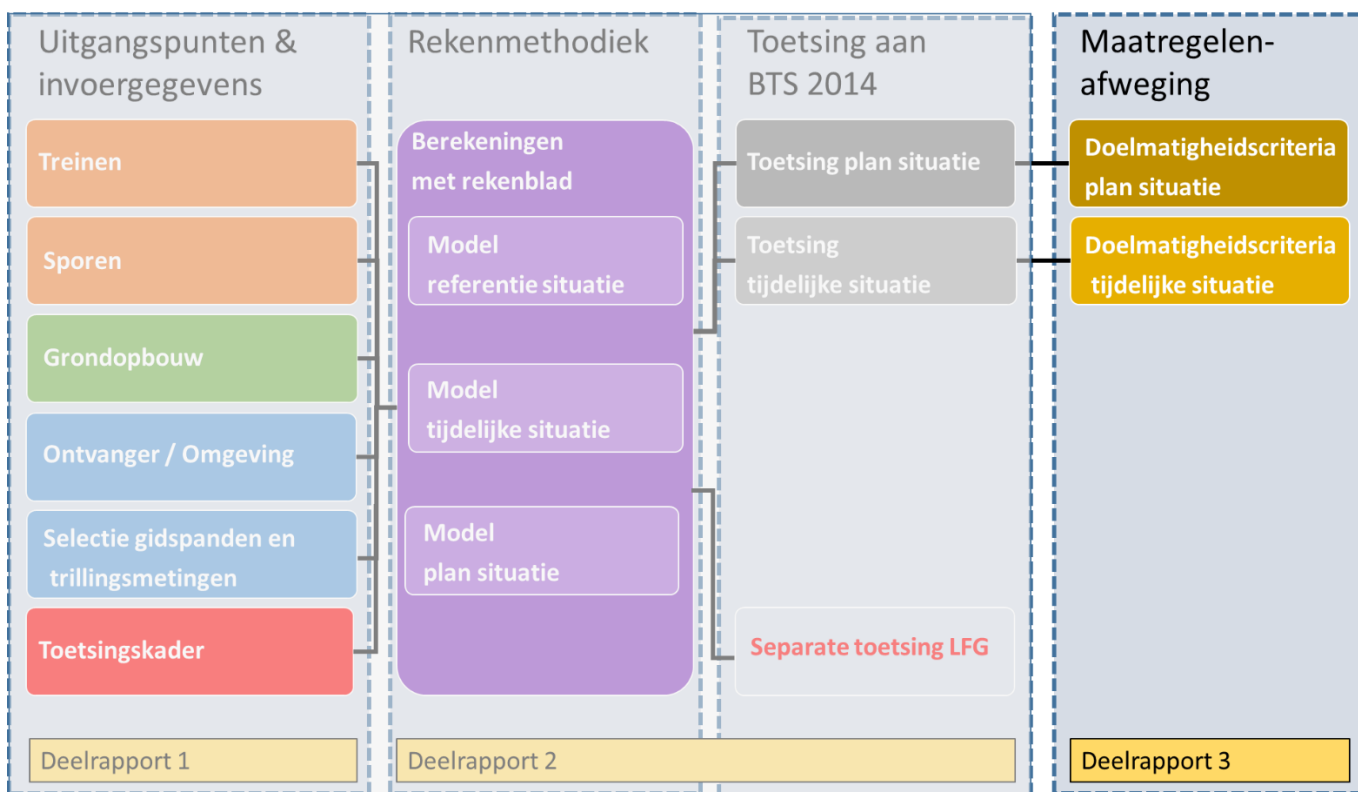 Uitgangspunten &
invoergegevens
Treinen
Sporen
Grondopbouw
Ontvanger / Omgeving
Selectie gidspanden en
trillingsmetingen
Toetsingskader
Deelrapport 1
Rekenmethodiek
Berekeningen
met rekenblad
Model
referentie situatie
Model
tijdelijke situatie
Model
plan situatie
Deelrapport 2
Toetsing aan
BTS 2014
Toetsing plan situatie
Toetsing
tijdelijke situatie
Separate toetsing LFG
Maatregelen-
afweging
Doelmatigheidscriteria
plan situatie
Doelmatigheidscriteria
tijdelijke situatie
Deelrapport 3